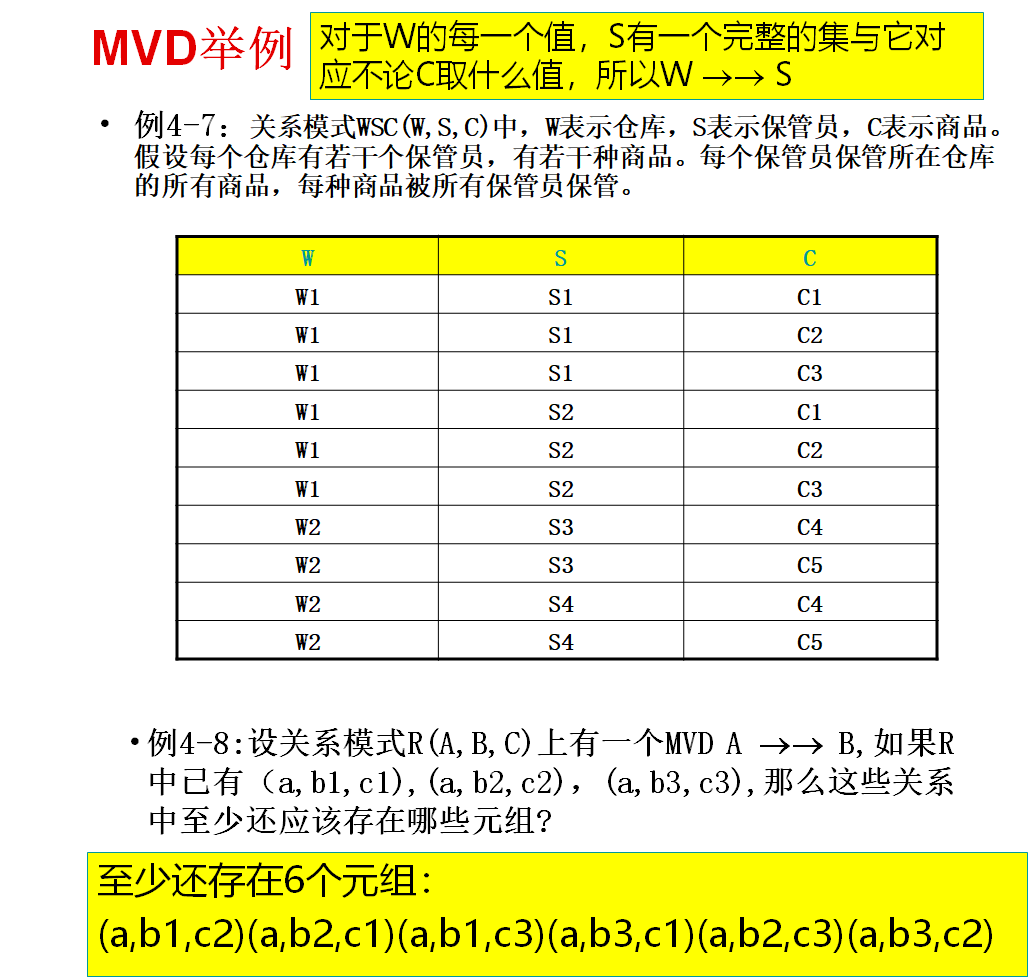 MVD举例
对于W的每一个值，S有一个完整的集与它对
应不论C取什么值，所以W →→ S
• 例4-7：关系模式WSC(W,S,C)中，W表示仓库，S表示保管员，C表示商品。
假设每个仓库有若干个保管员，有若干种商品。每个保管员保管所在仓库
的所有商品，每种商品被所有保管员保管。
W S C
W1 S1 C1
W1 S1 C2
W1 S1 C3
W1 S2 C1
W1 S2 C2
W1 S2 C3
W2 S3 C4
W2 S3 C5
W2 S4 C4
W2 S4 C5
•例4-8:设关系模式R(A,B,C)上有一个MVD A →→ B,如果R
中已有（a,b1,c1),(a,b2,c2)，(a,b3,c3),那么这些关系
中至少还应该存在哪些元组?
至少还存在6个元组：
(a,b1,c2)(a,b2,c1)(a,b1,c3)(a,b3,c1)(a,b2,c3)(a,b3,c2)